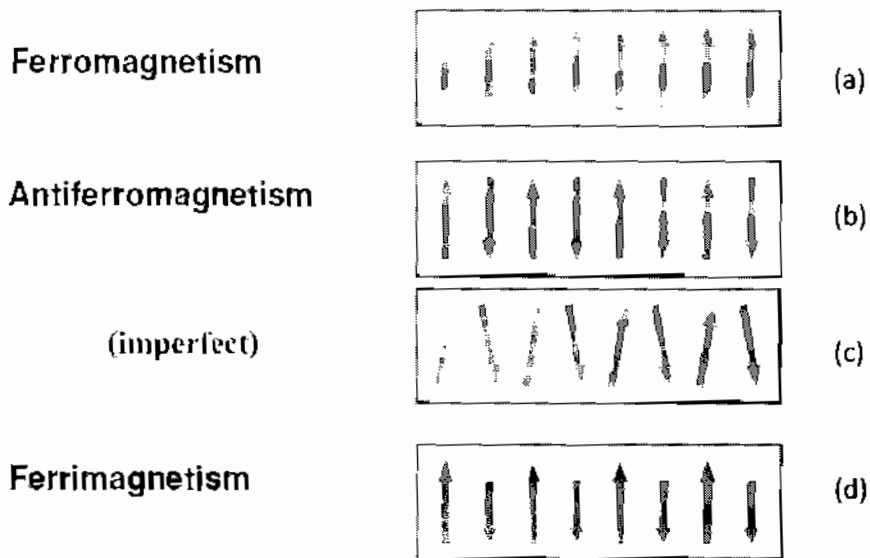 Ferromagnetism
(a)
Antiferromagnetism
(b)
(imperfect)
(c)
Ferrimagnetism
(d)